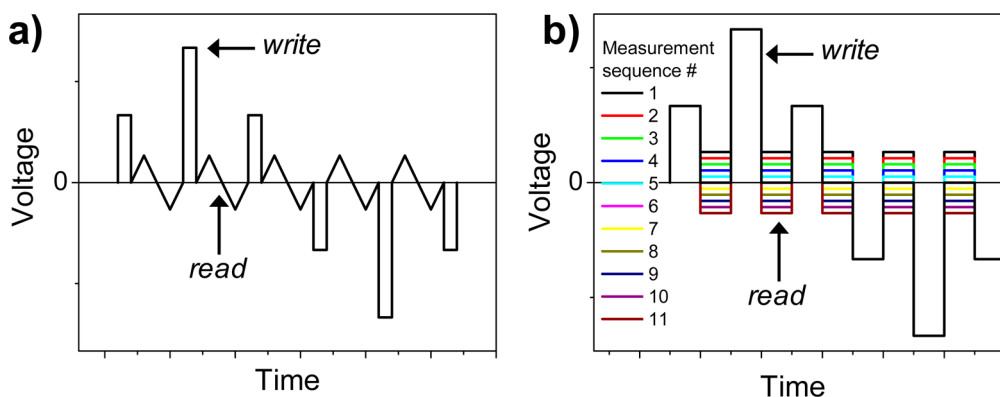 a)
write
0
read
Voltage
Time
b)
Measurement
sequence #
write
1
2
3
4
0
5
6
7
8
9
10
11
read
Voltage
Time